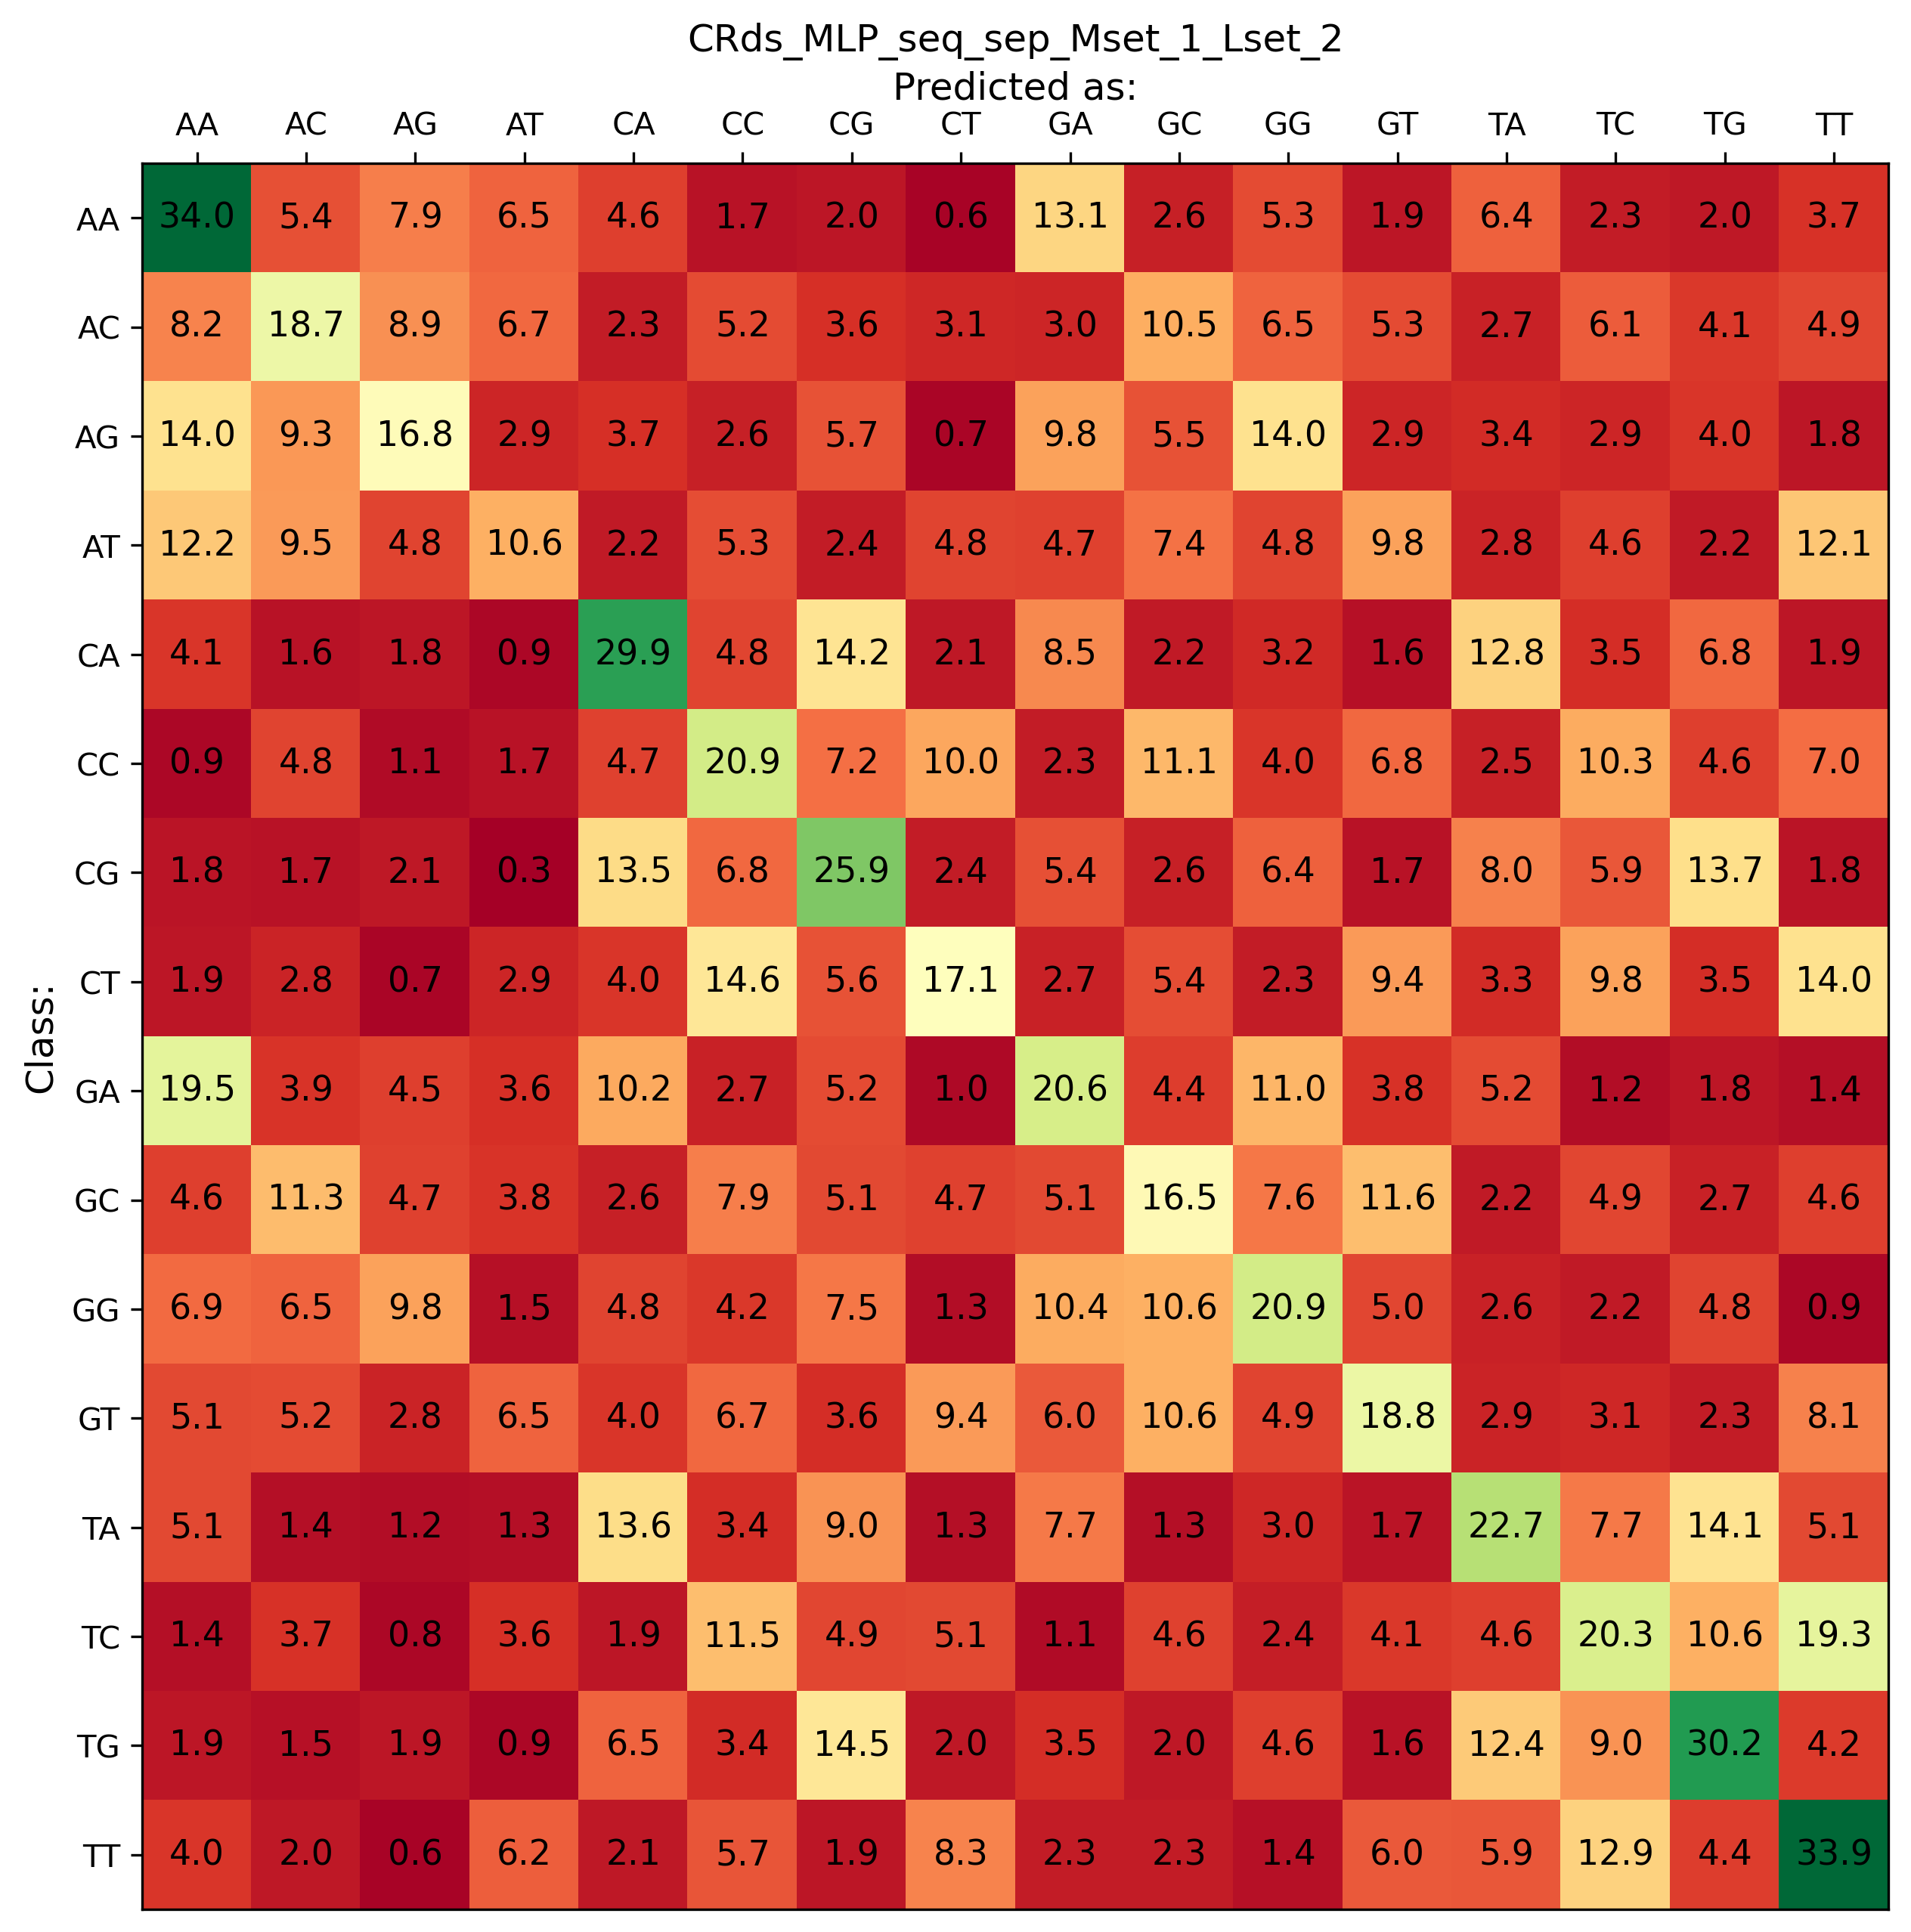 CRds_MLP_seq_sep_Mset_1_Lset_2
Predicted as:
AA AC AG AT CA CC CG CT GA GC GG GT TA TC TG TT
AA 34.0 5.4 7.9 6.5 4.6 1.7 2.0 0.6 13.1 2.6 5.3 1.9 6.4 2.3 2.0 3.7
AC 8.2 18.7 8.9 6.7 2.3 5.2 3.6 3.1 3.0 10.5 6.5 5.3 2.7 6.1 4.1 4.9
AG 14.0 9.3 16.8 2.9 3.7 2.6 5.7 0.7 9.8 5.5 14.0 2.9 3.4 2.9 4.0 1.8
AT 12.2 9.5 4.8 10.6 2.2 5.3 2.4 4.8 4.7 7.4 4.8 9.8 2.8 4.6 2.2 12.1
CA 4.1 1.6 1.8 0.9 29.9 4.8 14.2 2.1 8.5 2.2 3.2 1.6 12.8 3.5 6.8 1.9
CC 0.9 4.8 1.1 1.7 4.7 20.9 7.2 10.0 2.3 11.1 4.0 6.8 2.5 10.3 4.6 7.0
CG 1.8 1.7 2.1 0.3 13.5 6.8 25.9 2.4 5.4 2.6 6.4 1.7 8.0 5.9 13.7 1.8
CT 1.9 2.8 0.7 2.9 4.0 14.6 5.6 17.1 2.7 5.4 2.3 9.4 3.3 9.8 3.5 14.0
Class:
GA 19.5 3.9 4.5 3.6 10.2 2.7 5.2 1.0 20.6 4.4 11.0 3.8 5.2 1.2 1.8 1.4
GC 4.6 11.3 4.7 3.8 2.6 7.9 5.1 4.7 5.1 16.5 7.6 11.6 2.2 4.9 2.7 4.6
GG 6.9 6.5 9.8 1.5 4.8 4.2 7.5 1.3 10.4 10.6 20.9 5.0 2.6 2.2 4.8 0.9
GT 5.1 5.2 2.8 6.5 4.0 6.7 3.6 9.4 6.0 10.6 4.9 18.8 2.9 3.1 2.3 8.1
TA 5.1 1.4 1.2 1.3 13.6 3.4 9.0 1.3 7.7 1.3 3.0 1.7 22.7 7.7 14.1 5.1
TC 1.4 3.7 0.8 3.6 1.9 11.5 4.9 5.1 1.1 4.6 2.4 4.1 4.6 20.3 10.6 19.3
TG 1.9 1.5 1.9 0.9 6.5 3.4 14.5 2.0 3.5 2.0 4.6 1.6 12.4 9.0 30.2 4.2
TT 4.0 2.0 0.6 6.2 2.1 5.7 1.9 8.3 2.3 2.3 1.4 6.0 5.9 12.9 4.4 33.9